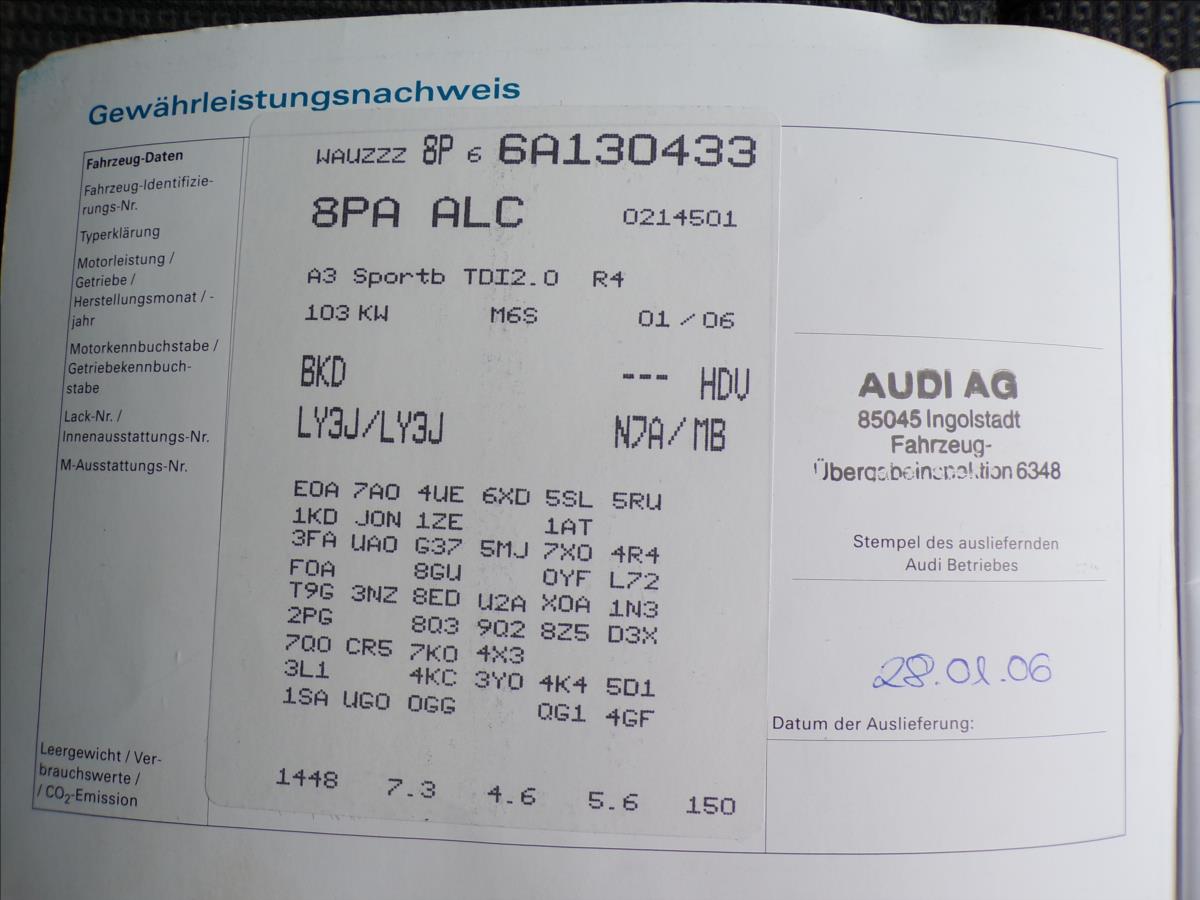 Gewährleistungsnachweis
Fahrzeug-Daten
Fahrzeug-Identifizie-
rungs-Nr.
Typerklärung
Motorleistung /
Getriebe /
Herstellungsmonat / -
jahr
Motorkennbuchstabe /
Getriebekennbuch-
stabe
Lack-Nr. /
Innenausstattungs-Nr.
M-Ausstattungs-Nr.
Leergewicht / Ver-
brauchswerte /
/ CO₂-Emission
WAUZZZ 8P 6 6A130433
8PA ALC 0214501
A3 Sportb TDI2.0 R4
103 KW M6S 01 / 06
BKD --- HDV
LY3J/LY3J N7A/MB
E0A 7A0 4UE 6XD 5SL 5RU
1KD J0N 1ZE 1AT
3FA UA0 G37 5MJ 7X0 4R4
F0A 8GU 0YF L72
T9G 3NZ 8ED U2A X0A 1N3
2PG 8Q3 9Q2 8Z5 D3X
7Q0 CR5 7K0 4X3
3L1 4KC 3Y0 4K4 5D1
1SA UG0 0GG QG1 4GF
1448 7.3 4.6 5.6 150
AUDI AG
85045 Ingolstadt
Fahrzeug-
Übergabeinspektion 6348
Stempel des ausliefernden
Audi Betriebes
28.01.06
Datum der Auslieferung: